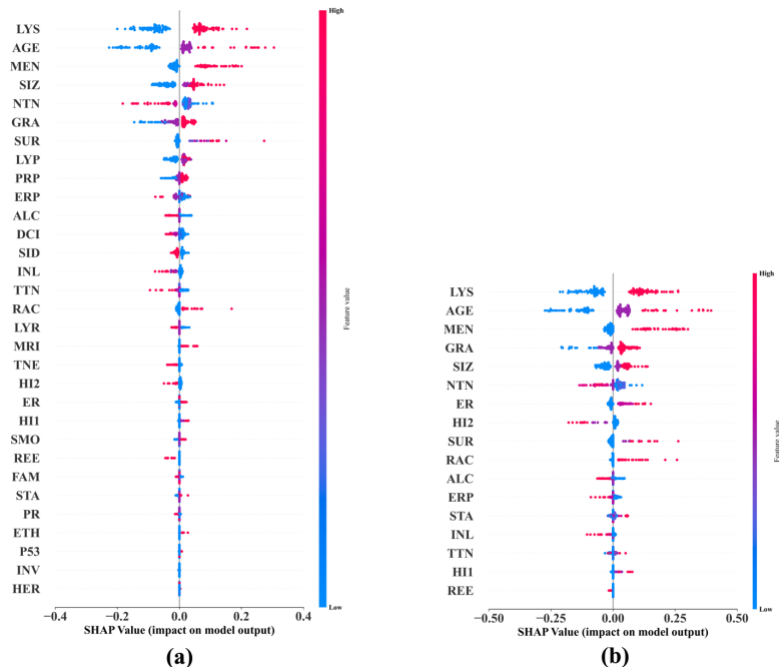 High
LYS
AGE
MEN
SIZ
NTN
GRA
SUR
LYP
PRP
ERP
ALC
DCI
SID
INL
TTN
RAC
LYR
MRI
TNE
HI2
ER
HI1
SMO
REE
FAM
STA
PR
ETH
P53
INV
HER
Feature value
Low
−0.4 −0.2 0.0 0.2 0.4
SHAP Value (impact on model output)
(a)
High
LYS
AGE
MEN
GRA
SIZ
NTN
ER
HI2
SUR
RAC
ALC
ERP
STA
INL
TTN
HI1
REE
Feature value
Low
−0.50 −0.25 0.00 0.25 0.50
SHAP Value (impact on model output)
(b)